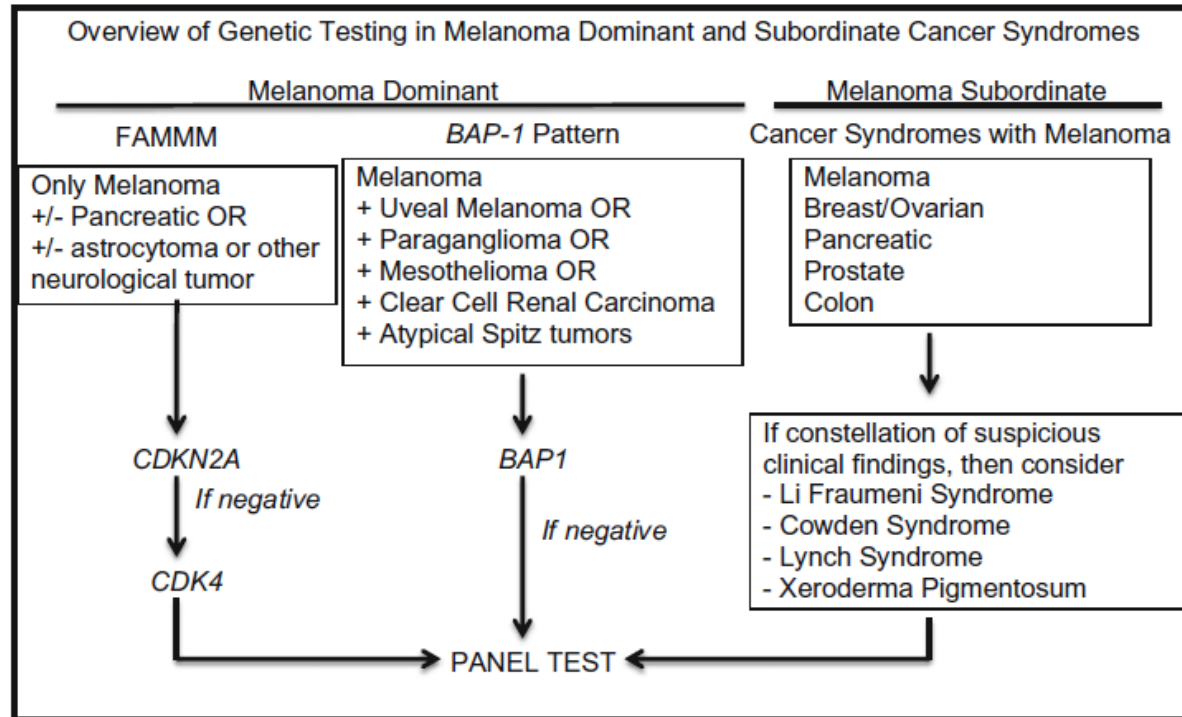 Overview of Genetic Testing in Melanoma Dominant and Subordinate Cancer Syndromes
Melanoma Dominant
FAMMM
Only Melanoma
+/- Pancreatic OR
+/- astrocytoma or other
neurological tumor
CDKN2A
If negative
CDK4
BAP-1 Pattern
Melanoma
+ Uveal Melanoma OR
+ Paraganglioma OR
+ Mesothelioma OR
+ Clear Cell Renal Carcinoma
+ Atypical Spitz tumors
BAP1
If negative
Melanoma Subordinate
Cancer Syndromes with Melanoma
Melanoma
Breast/Ovarian
Pancreatic
Prostate
Colon
If constellation of suspicious
clinical findings, then consider
- Li Fraumeni Syndrome
- Cowden Syndrome
- Lynch Syndrome
- Xeroderma Pigmentosum
PANEL TEST